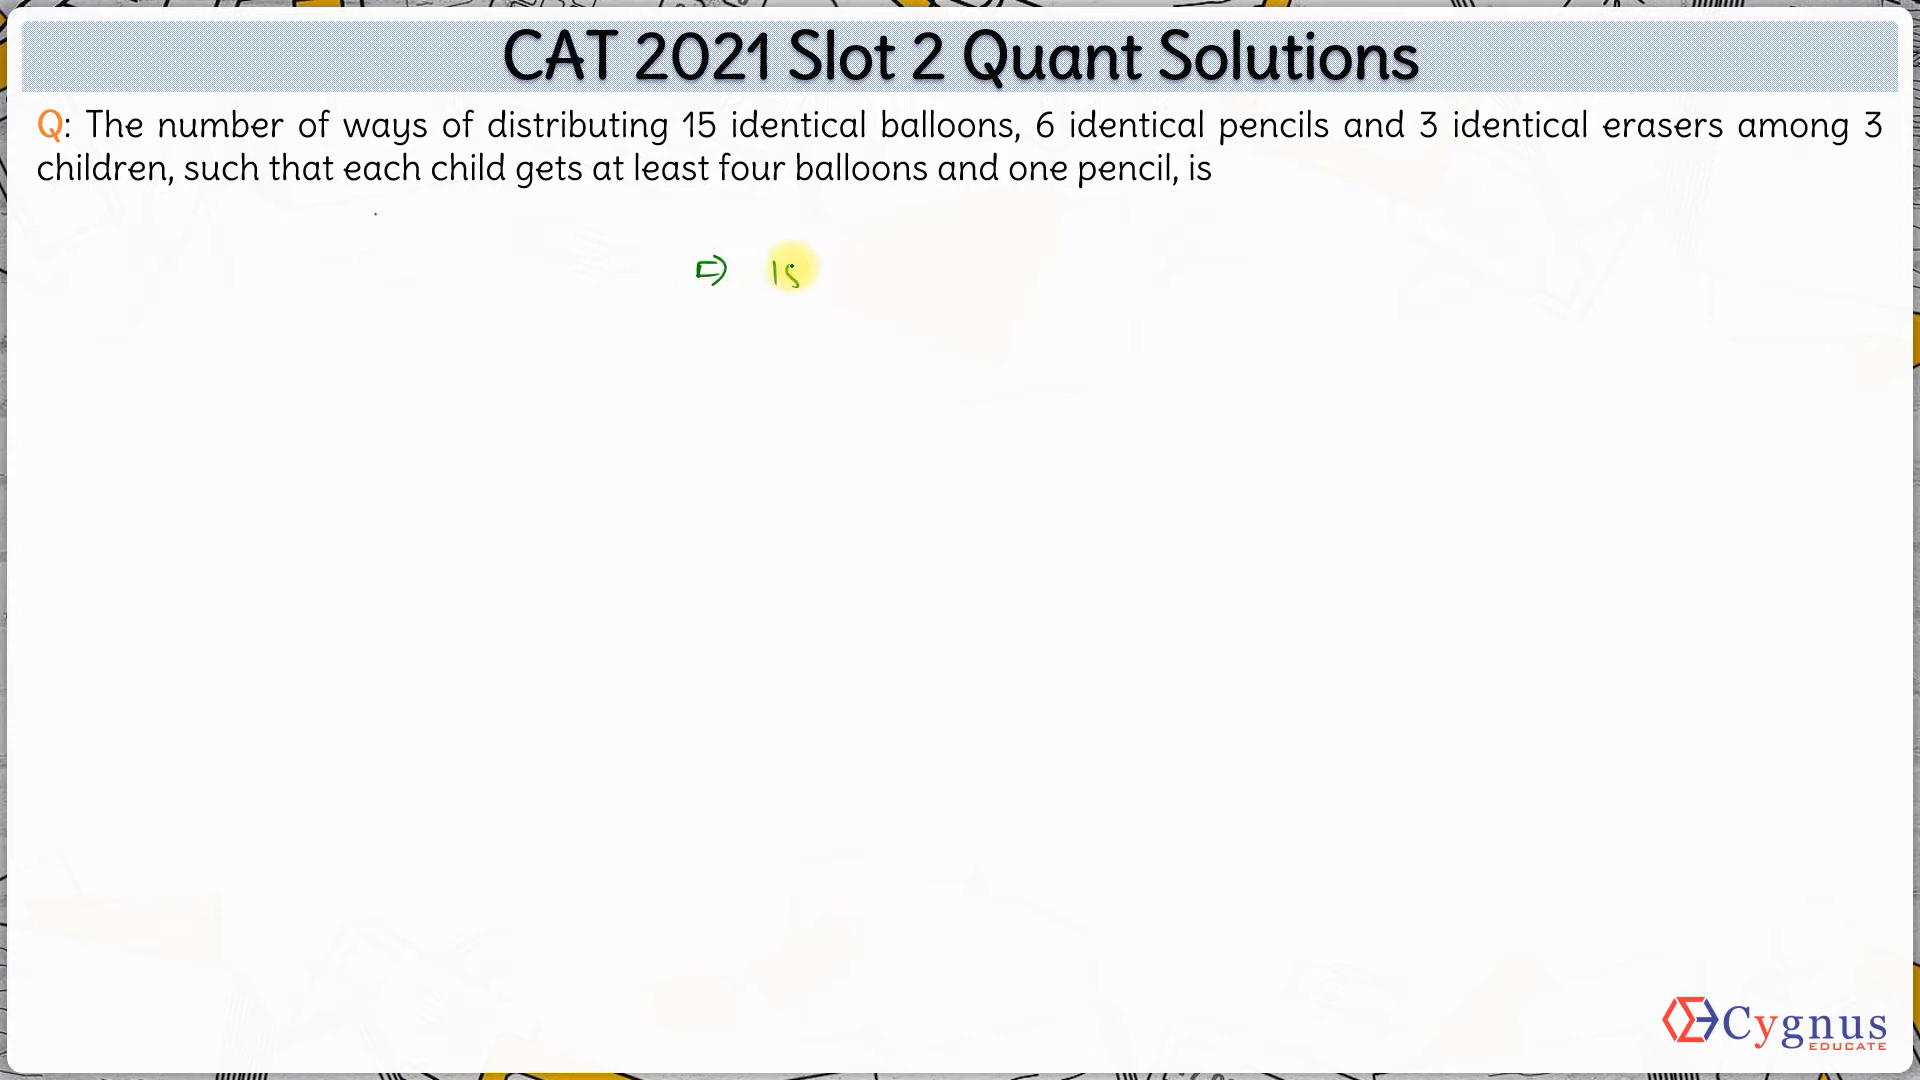 CAT 2021 Slot 2 Quant Solutions
Q: The number of ways of distributing 15 identical balloons, 6 identical pencils and 3 identical erasers among 3
children, such that each child gets at least four balloons and one pencil, is
⇒ 15
Cygnus
EDUCATE